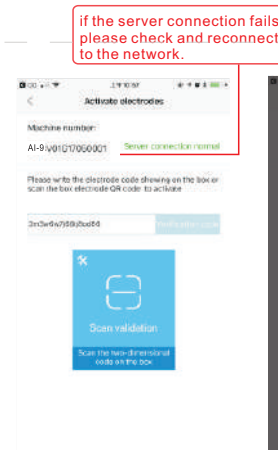 if the server connection fails
please check and reconnect
to the network.
Activate electrodes
Machine number:
Server connection normal
Please write the electrode code showing on the box or
scan the box electrode QR code to activate
Scan validation
Scan the two-dimensional
code on the box